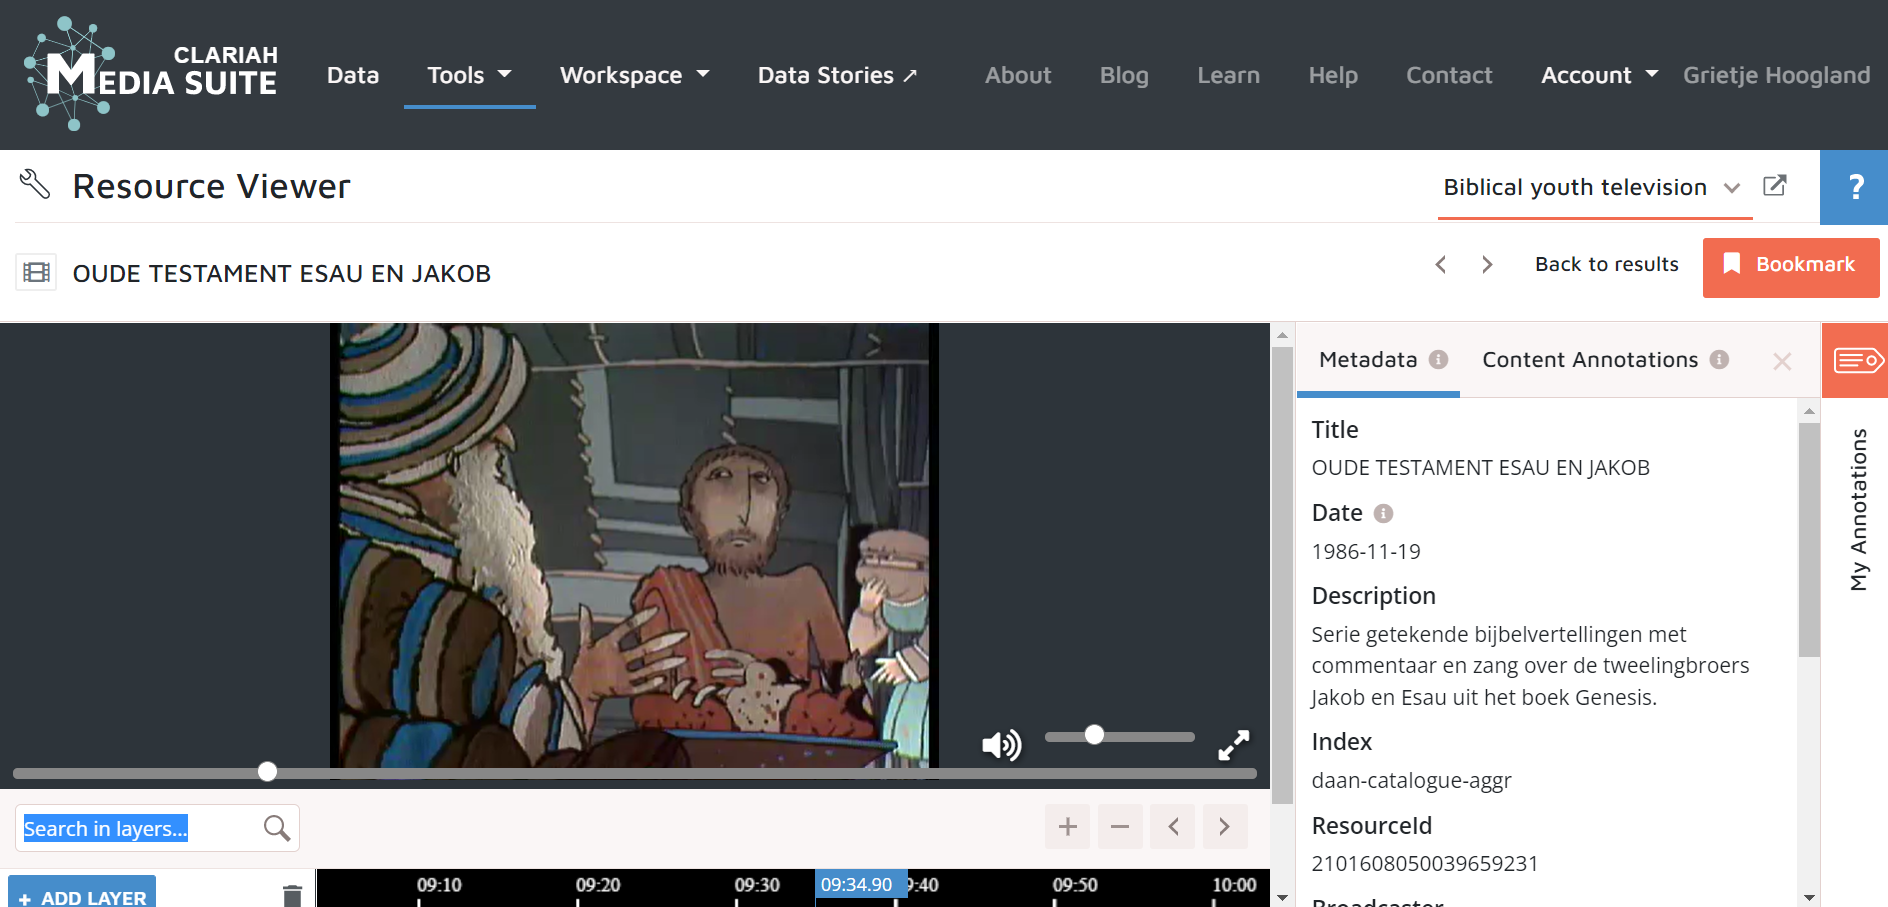 CLARIAH
MEDIA SUITE
Data
Tools
Workspace
Data Stories ↗
About
Blog
Learn
Help
Contact
Account
Grietje Hoogland
Resource Viewer
Biblical youth television
?
OUDE TESTAMENT ESAU EN JAKOB
Back to results
Bookmark
Metadata
Content Annotations
My Annotations
Title
OUDE TESTAMENT ESAU EN JAKOB
Date
1986-11-19
Description
Serie getekende bijbelvertellingen met
commentaar en zang over de tweelingbroers
Jakob en Esau uit het boek Genesis.
Index
daan-catalogue-aggr
ResourceId
2101608050039659231
Broadcaster
Search in layers...
+ ADD LAYER
09:10
09:20
09:30
09:34.90
9:40
09:50
10:00